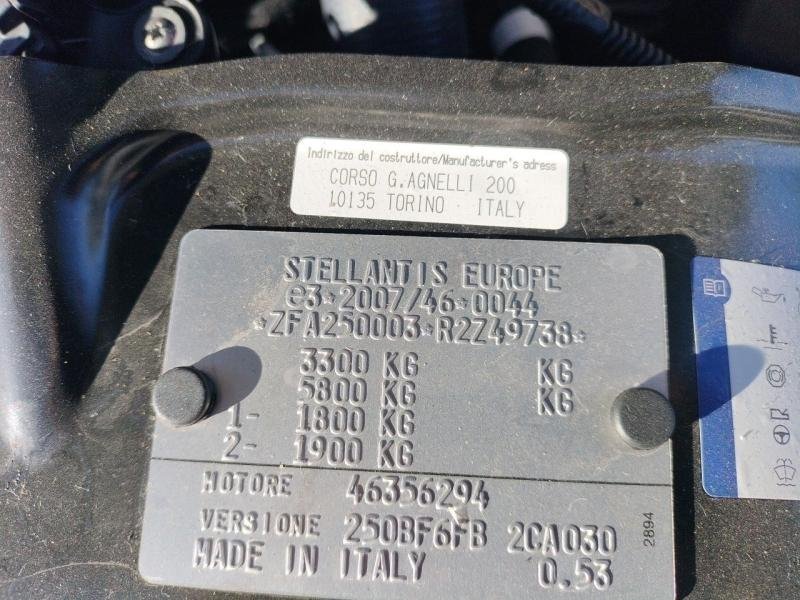 Indirizzo del costruttore/Manufacturer's adress
CORSO G.AGNELLI 200
10135 TORINO · ITALY
STELLANTIS EUROPE
e3*2007/46*0044
*ZFA250003*R2Z49738*
3300 KG KG
5800 KG KG
1- 1800 KG
2- 1900 KG
MOTORE 46356294
VERSIONE 250BF6FB 2CA030
MADE IN ITALY 0.53
2894